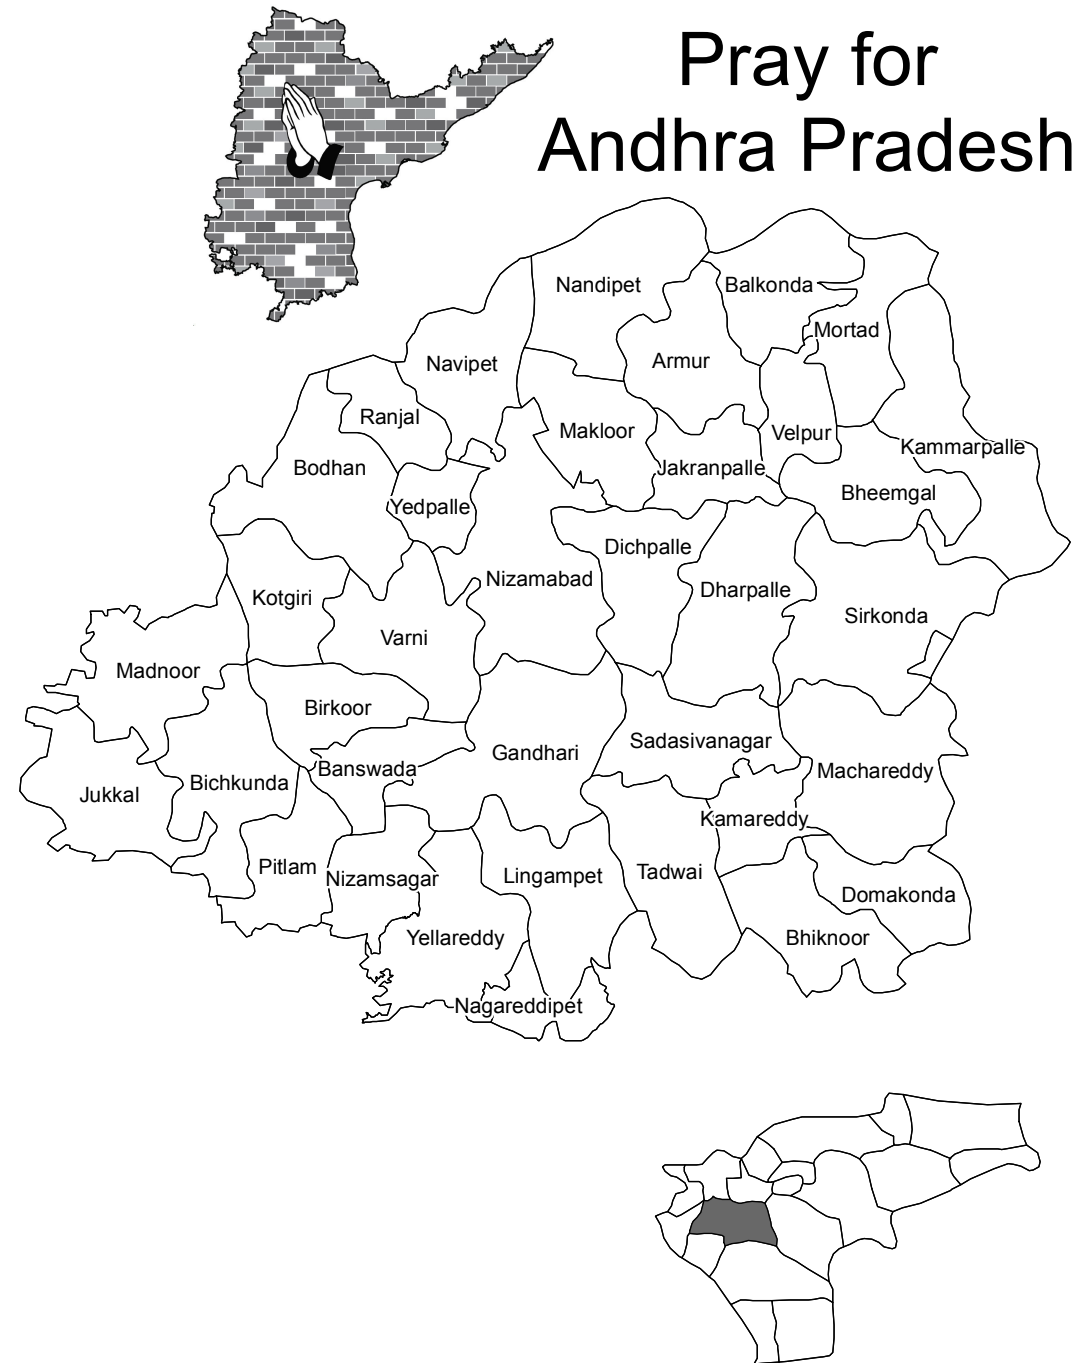 Pray for
Andhra Pradesh
Nandipet
Balkonda
Mortad
Navipet
Armur
Ranjal
Makloor
Velpur
Kammarpalle
Bodhan
Jakranpalle
Yedpalle
Bheemgal
Dichpalle
Nizamabad
Dharpalle
Kotgiri
Sirkonda
Varni
Madnoor
Birkoor
Sadasivanagar
Gandhari
Banswada
Machareddy
Bichkunda
Jukkal
Kamareddy
Pitlam
Nizamsagar
Lingampet
Tadwai
Domakonda
Yellareddy
Bhiknoor
Nagareddipet